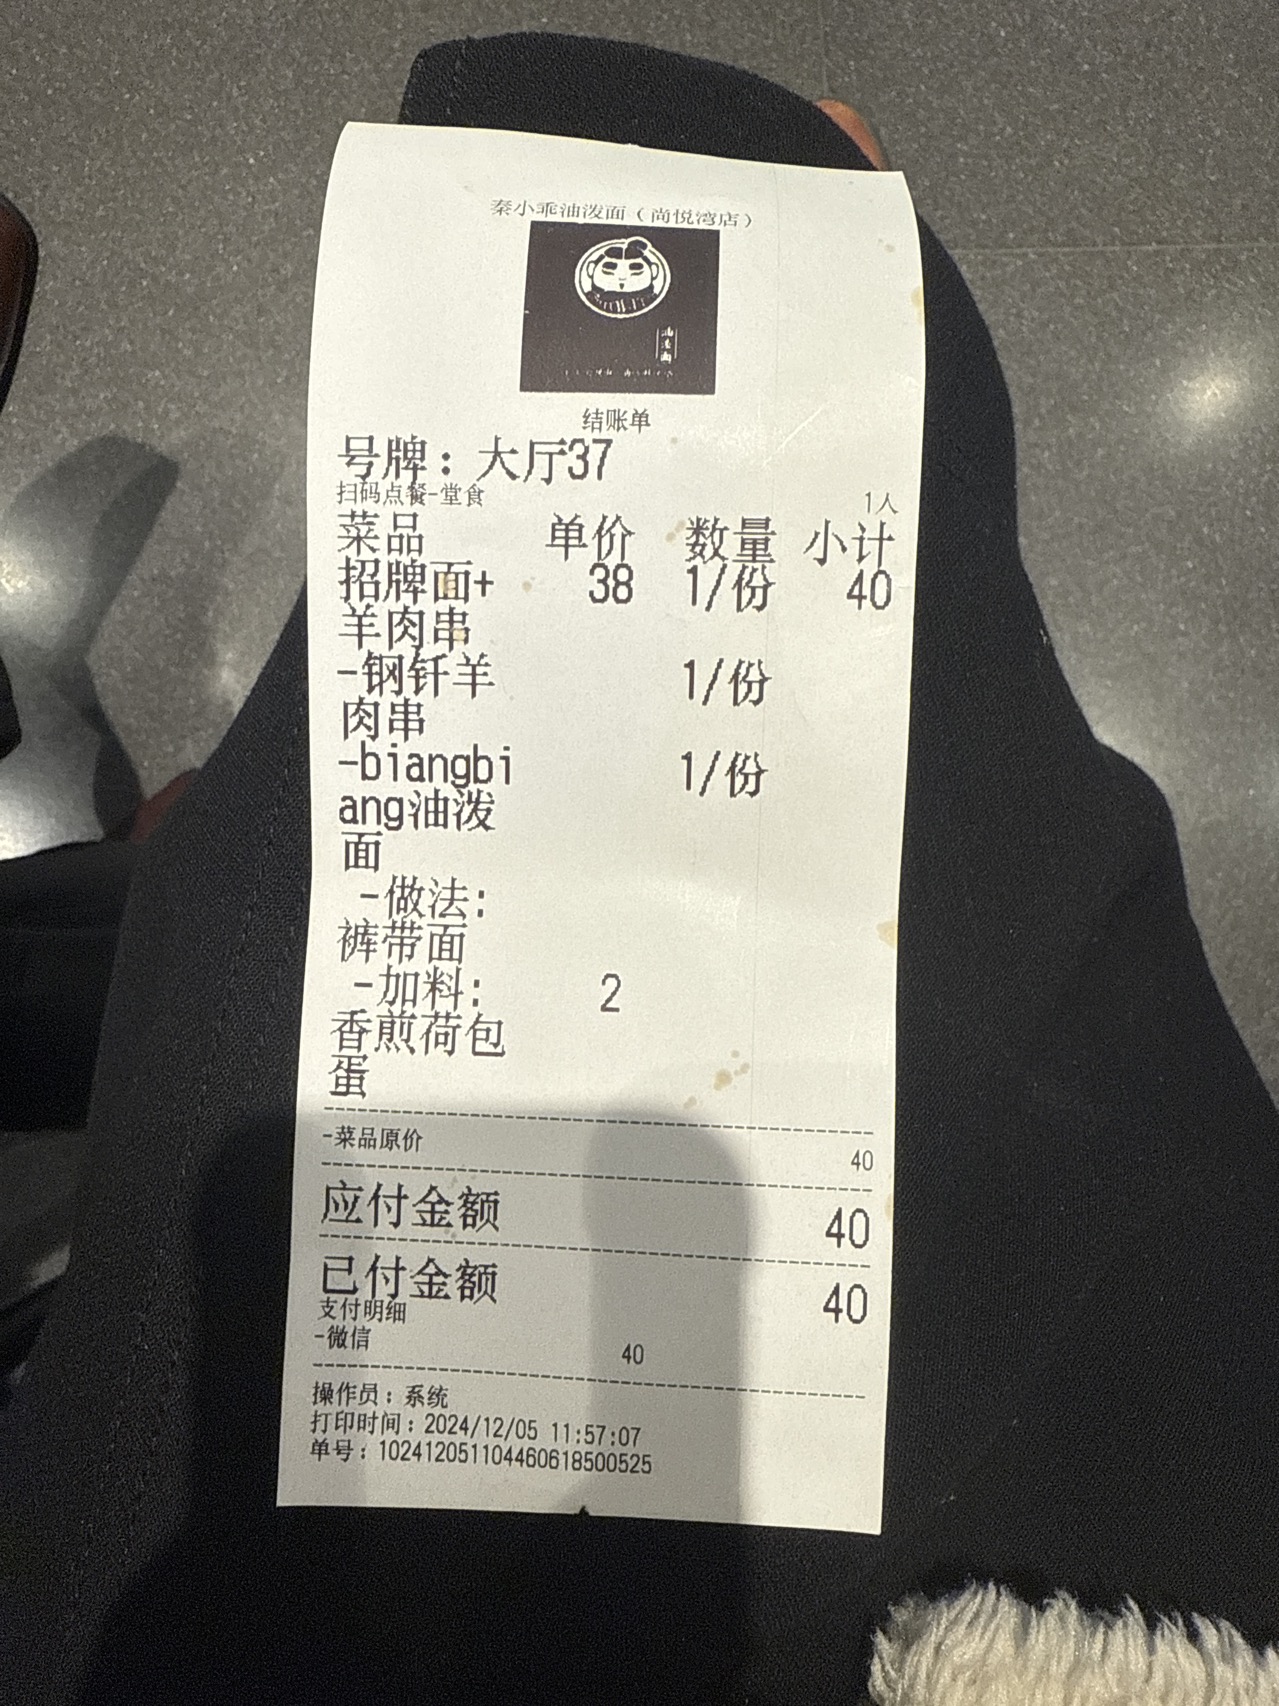 秦小乖油泼面（尚悦湾店）
油泼面
结账单
号牌：大厅37
扫码点餐-堂食 1人
菜品 单价 数量 小计
招牌面+ 38 1/份 40
羊肉串
-钢钎羊 1/份
肉串
-biangbi 1/份
ang油泼
面
-做法:
裤带面
-加料: 2
香煎荷包
蛋
-菜品原价 40
应付金额 40
已付金额 40
支付明细
-微信 40
操作员：系统
打印时间：2024/12/05 11:57:07
单号：102412051104460618500525